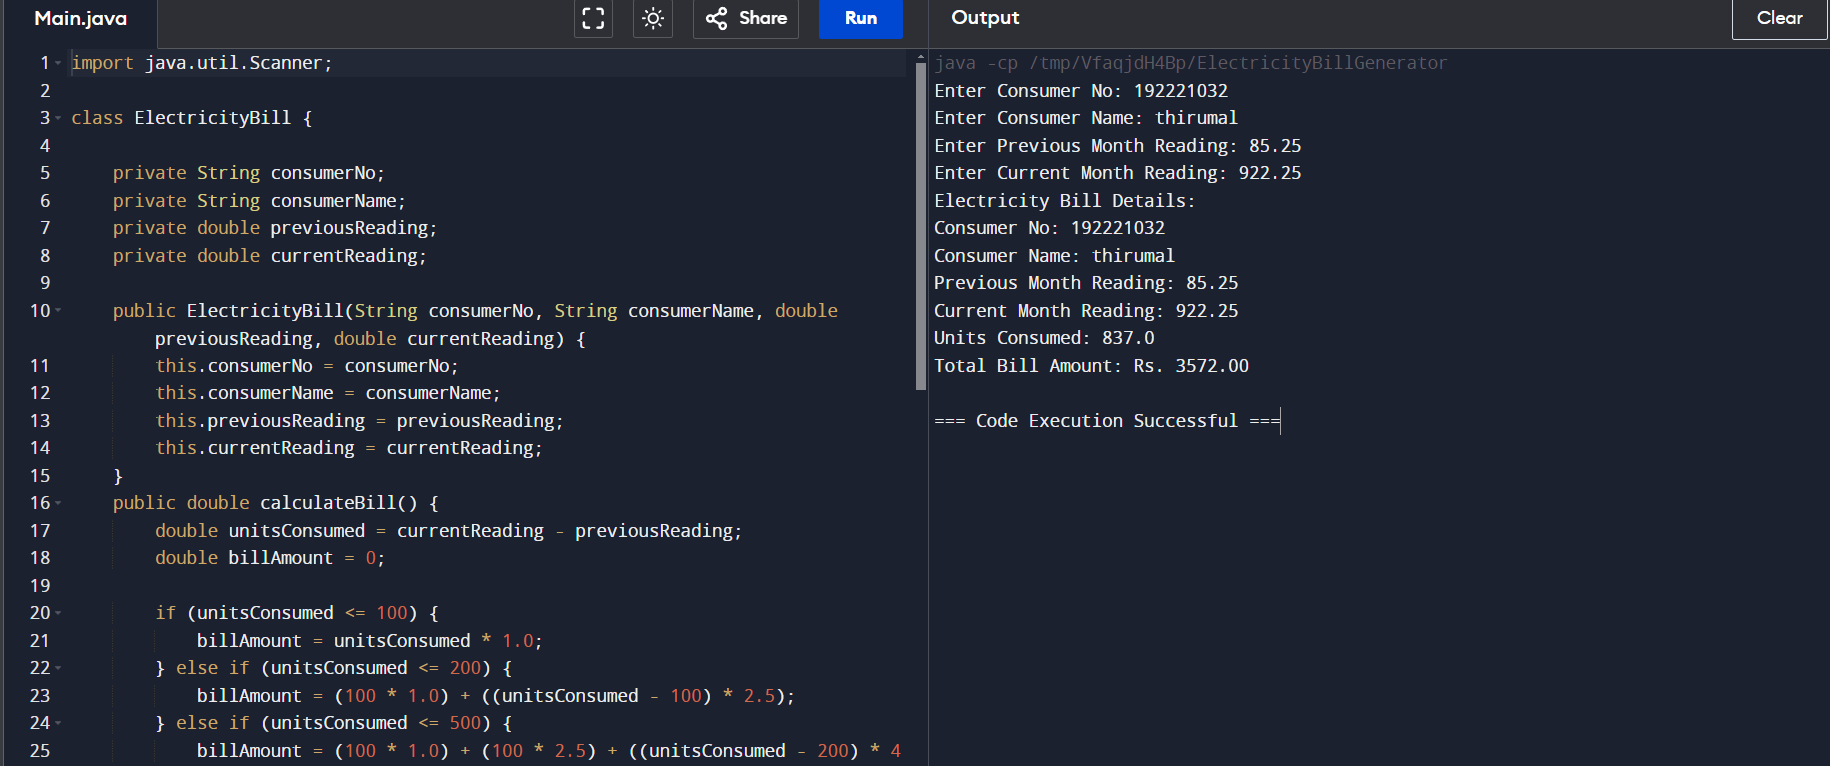 Main.java
Share
Run
1 import java.util.Scanner;
2
3 class ElectricityBill {
4
5     private String consumerNo;
6     private String consumerName;
7     private double previousReading;
8     private double currentReading;
9
10     public ElectricityBill(String consumerNo, String consumerName, double
previousReading, double currentReading) {
11         this.consumerNo = consumerNo;
12         this.consumerName = consumerName;
13         this.previousReading = previousReading;
14         this.currentReading = currentReading;
15     }
16     public double calculateBill() {
17         double unitsConsumed = currentReading - previousReading;
18         double billAmount = 0;
19
20         if (unitsConsumed <= 100) {
21             billAmount = unitsConsumed * 1.0;
22         } else if (unitsConsumed <= 200) {
23             billAmount = (100 * 1.0) + ((unitsConsumed - 100) * 2.5);
24         } else if (unitsConsumed <= 500) {
25             billAmount = (100 * 1.0) + (100 * 2.5) + ((unitsConsumed - 200) * 4
Output
Clear
java -cp /tmp/VfaqjdH4Bp/ElectricityBillGenerator
Enter Consumer No: 192221032
Enter Consumer Name: thirumal
Enter Previous Month Reading: 85.25
Enter Current Month Reading: 922.25
Electricity Bill Details:
Consumer No: 192221032
Consumer Name: thirumal
Previous Month Reading: 85.25
Current Month Reading: 922.25
Units Consumed: 837.0
Total Bill Amount: Rs. 3572.00
=== Code Execution Successful ===